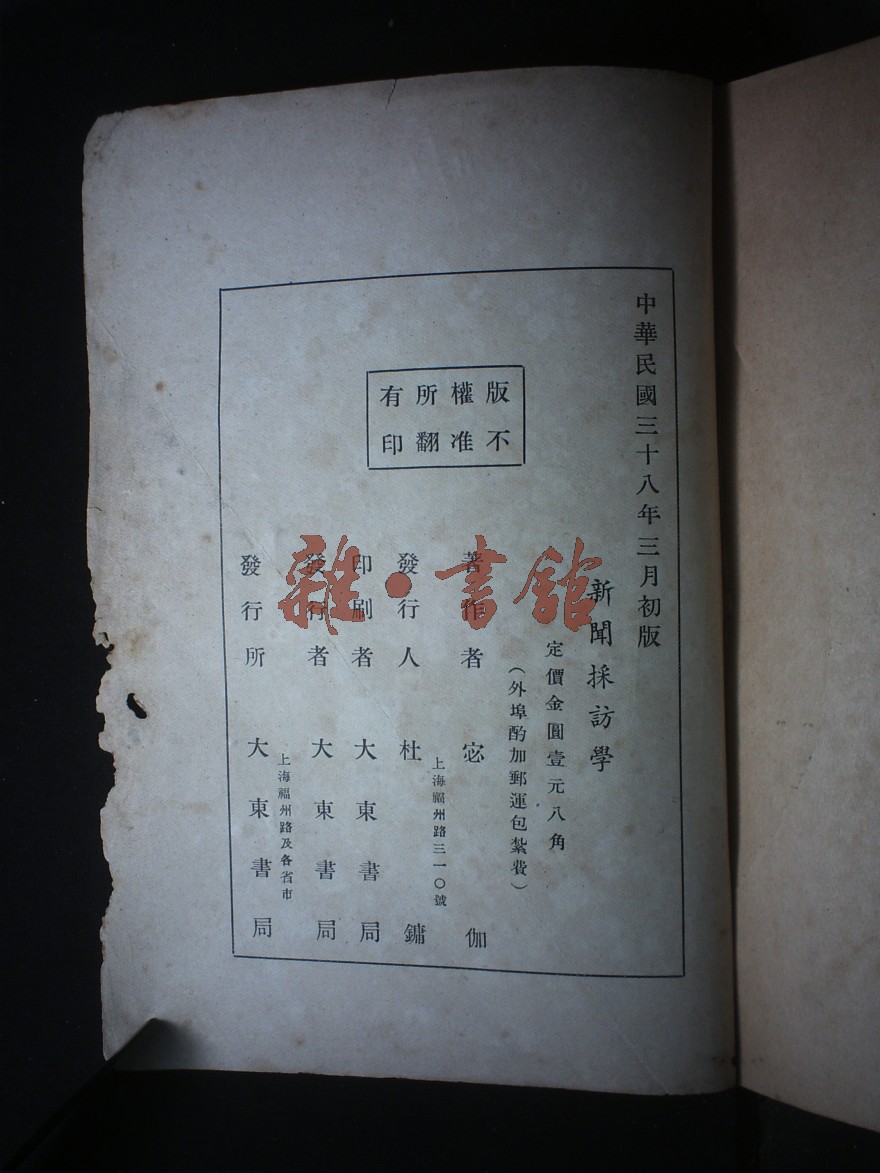 中華民國三十八年三月初版
新聞採訪學
定價金圓壹元八角
（外埠酌加郵運包紮費）
版權所有
不准翻印
著作者 宓伽
上海福州路三一〇號
發行人 杜鏞
印刷者 大東書局
發行者 大東書局
上海福州路及各省市
發行所 大東書局
雜·書館